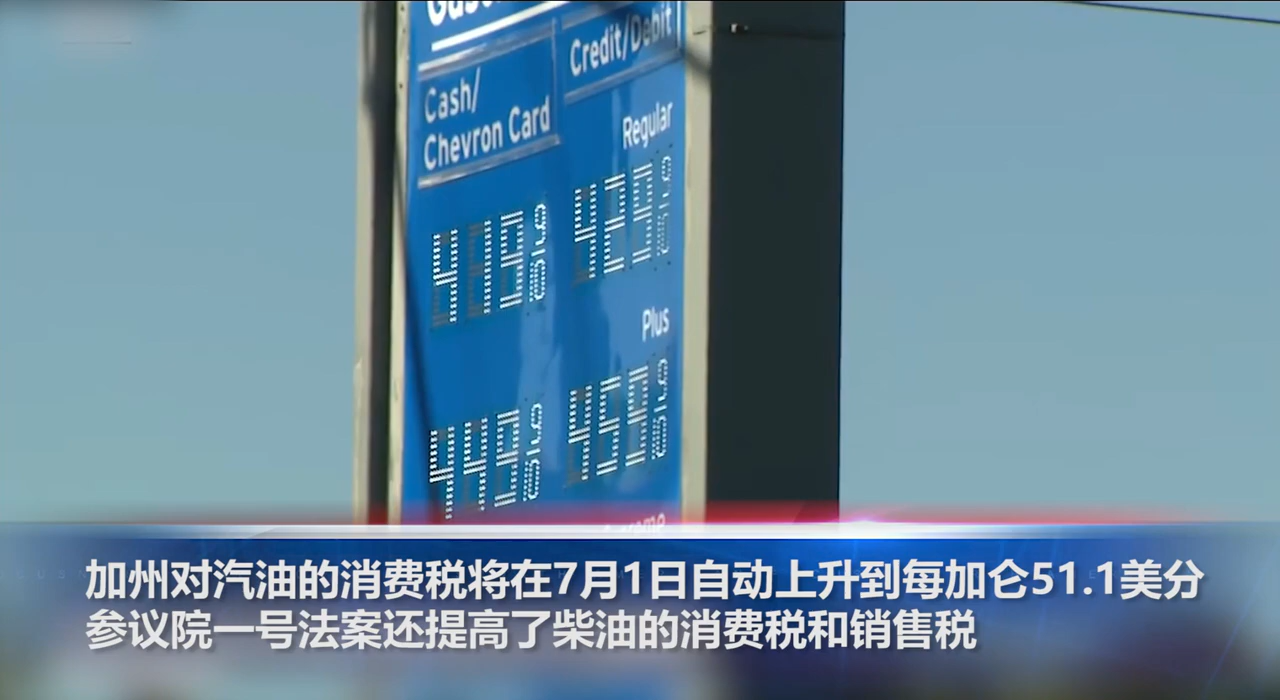 Credit/Debit
Cash/
Chevron Card
Regular
419 9/10
429 9/10
Plus
449 9/10
459 9/10
加州对汽油的消费税将在7月1日自动上升到每加仑51.1美分
参议院一号法案还提高了柴油的消费税和销售税